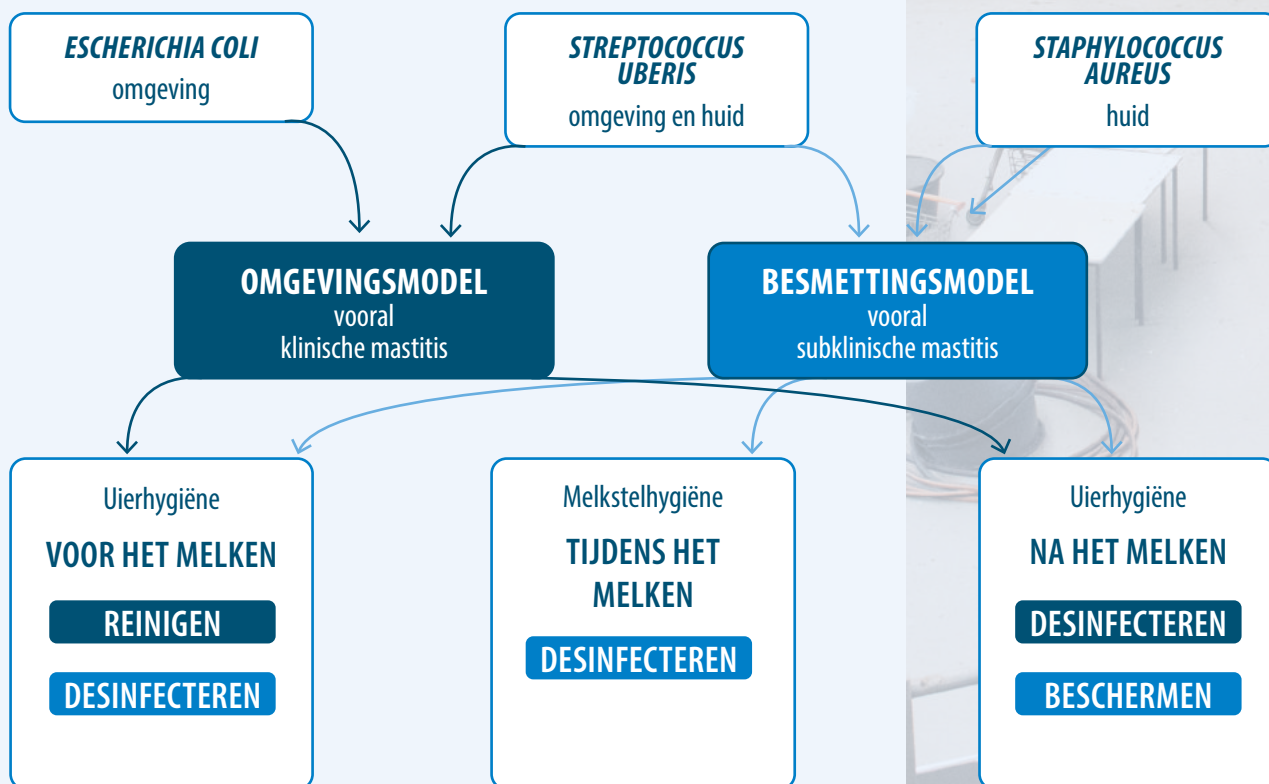 ESCHERICHIA COLI
omgeving
STREPTOCOCCUS
UBERIS
omgeving en huid
STAPHYLOCOCCUS
AUREUS
huid
OMGEVINGSMODEL
vooral
klinische mastitis
BESMETTINGSMODEL
vooral
subklinische mastitis
Uierhygiëne
VOOR HET MELKEN
REINIGEN
DESINFECTEREN
Melkstelhygiëne
TIJDENS HET
MELKEN
DESINFECTEREN
Uierhygiëne
NA HET MELKEN
DESINFECTEREN
BESCHERMEN